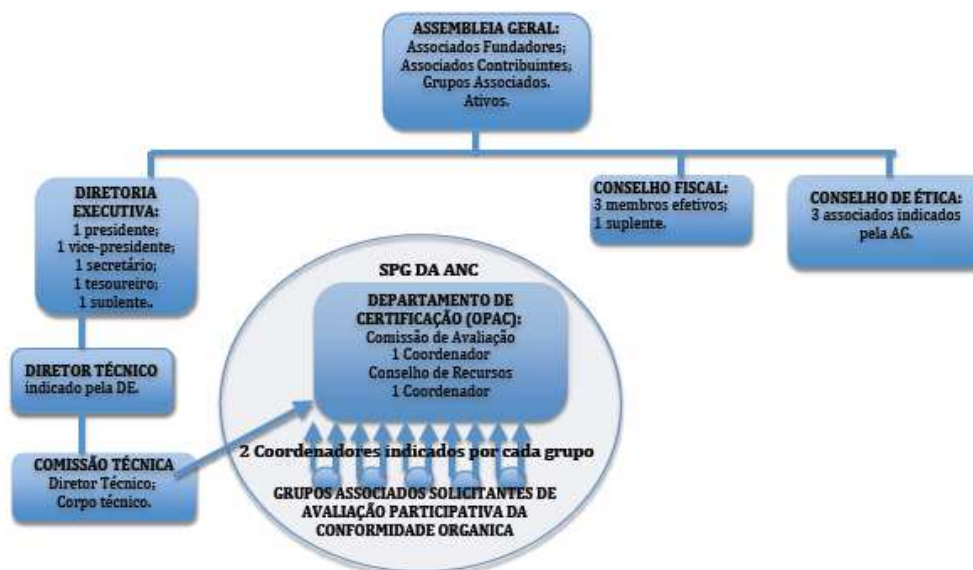 ASSEMBLEIA GERAL:
Associados Fundadores;
Associados Contribuintes;
Grupos Associados.
Ativos.
DIRETORIA
EXECUTIVA:
1 presidente;
1 vice-presidente;
1 secretário;
1 tesoureiro;
1 suplente..
CONSELHO FISCAL:
3 membros efetivos;
1 suplente.
CONSELHO DE ÉTICA:
3 associados indicados
pela AG.
DIRETOR TÉCNICO
indicado pela DE.
COMISSÃO TÉCNICA
Diretor Técnico;
Corpo técnico.
SPG DA ANC
DEPARTAMENTO DE
CERTIFICAÇÃO (OPAC):
Comissão de Avaliação
1 Coordenador
Conselho de Recursos
1 Coordenador
2 Coordenadores indicados por cada grupo
GRUPOS ASSOCIADOS SOLICITANTES DE
AVALIAÇÃO PARTICIPATIVA DA
CONFORMIDADE ORGANICA